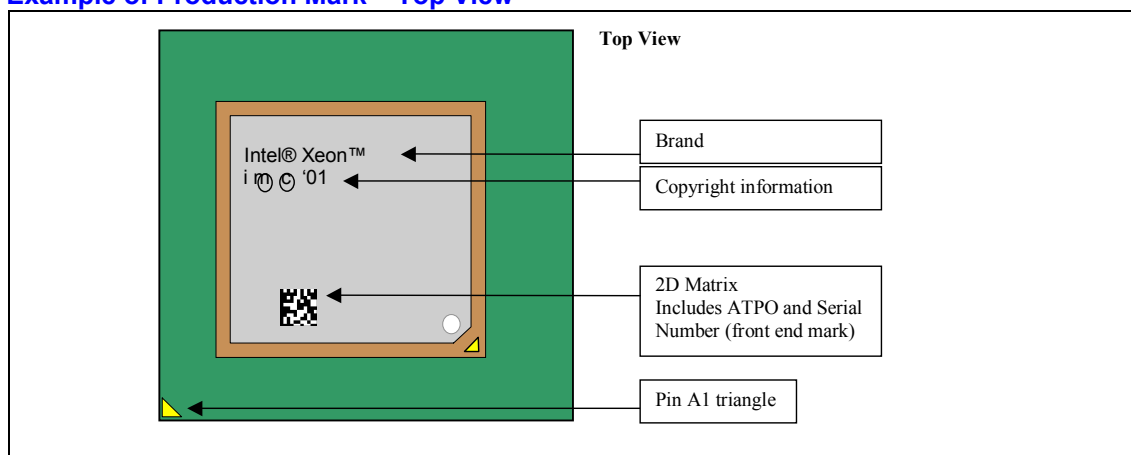 Example of Production Mark – Top View
Top View
Intel® Xeon™
i m c '01
Brand
Copyright information
2D Matrix
Includes ATPO and Serial
Number (front end mark)
Pin A1 triangle